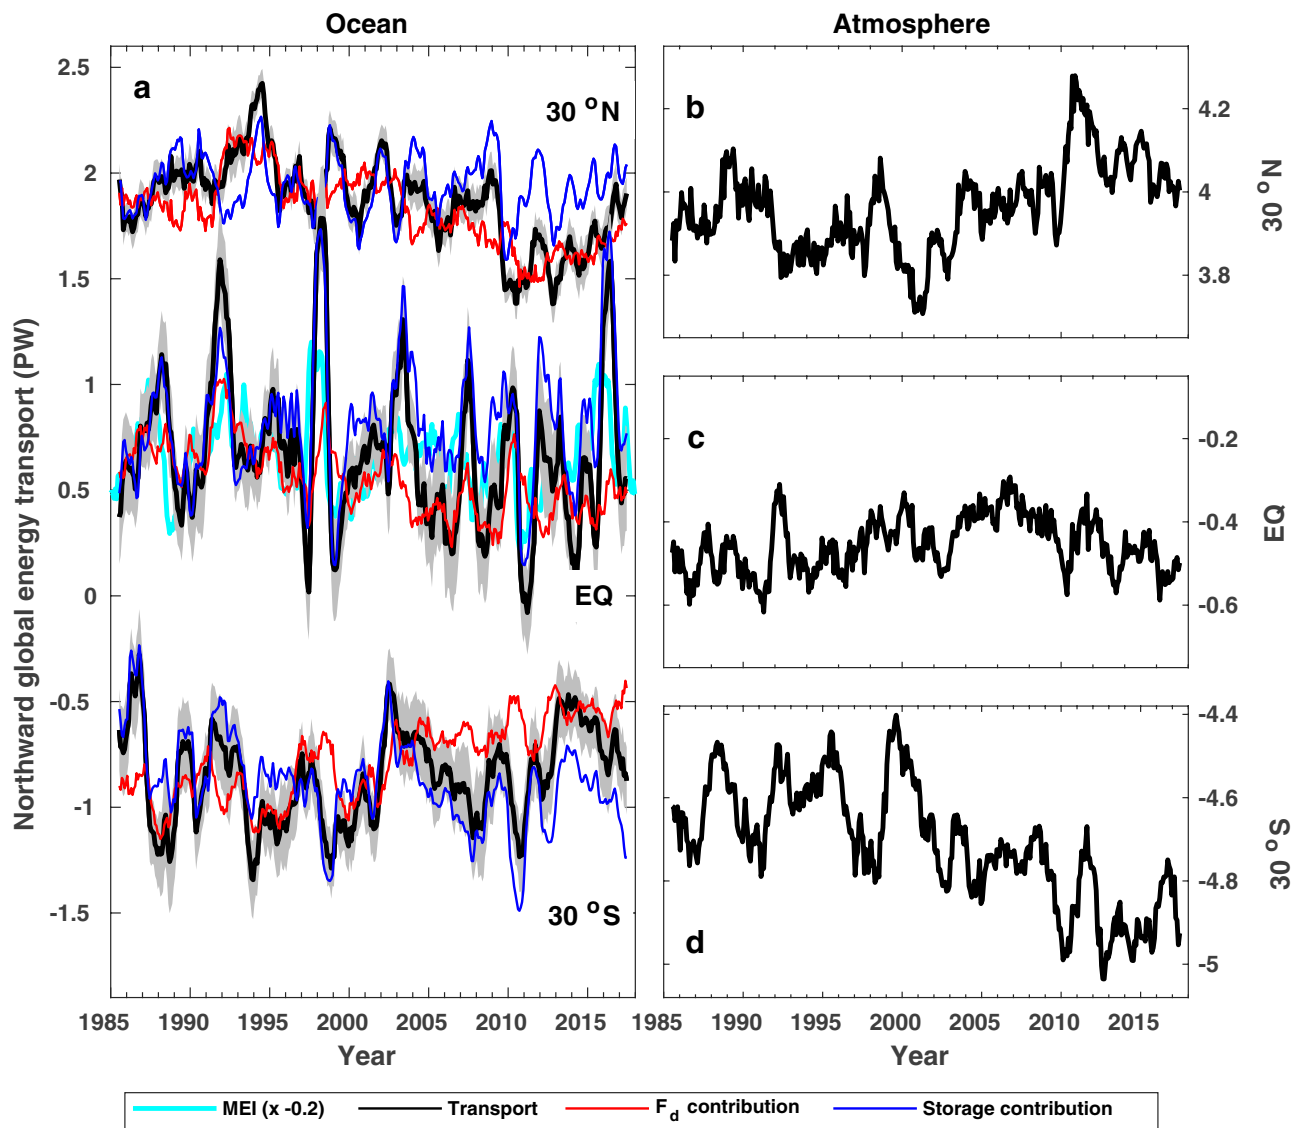 Ocean
Atmosphere
Northward global energy transport (PW)
a
30 °N
EQ
30 °S
2.5
2
1.5
1
0.5
0
-0.5
-1
-1.5
1985
1990
1995
2000
2005
2010
2015
Year
b
4.2
4
3.8
30 °N
c
-0.2
-0.4
-0.6
EQ
d
-4.4
-4.6
-4.8
-5
30 °S
1985
1990
1995
2000
2005
2010
2015
Year
MEI (x -0.2)
Transport
F_d contribution
Storage contribution